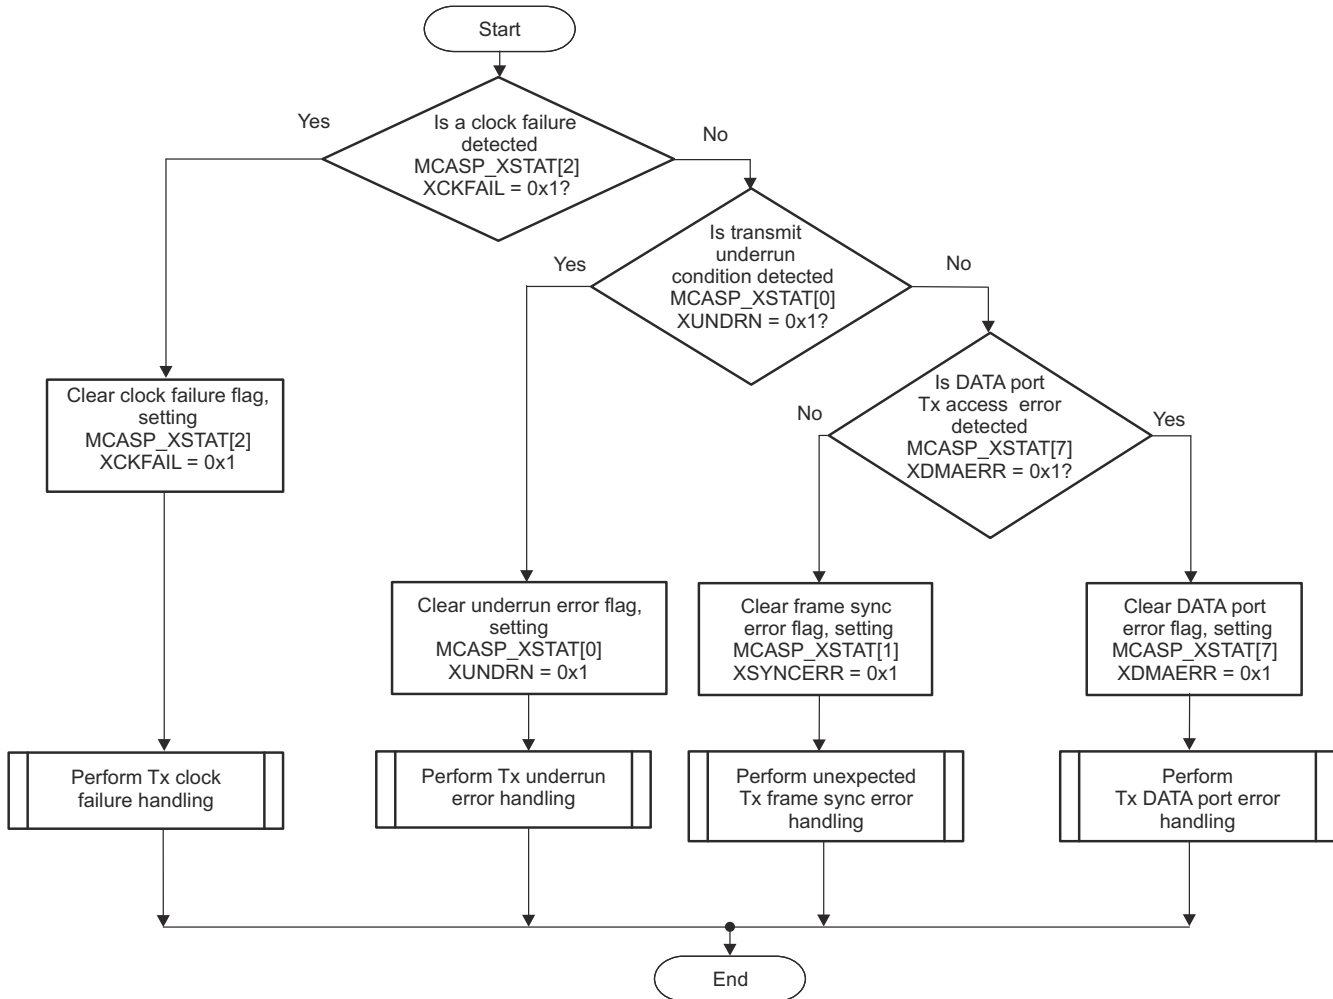 Start
Yes
Is a clock failure
detected
MCASP_XSTAT[2]
XCKFAIL = 0x1?
No
Yes
Is transmit
underrun
condition detected
MCASP_XSTAT[0]
XUNDRN = 0x1?
No
No
Is DATA port
Tx access error
detected
MCASP_XSTAT[7]
XDMAERR = 0x1?
Yes
Clear clock failure flag,
setting
MCASP_XSTAT[2]
XCKFAIL = 0x1
Clear underrun error flag,
setting
MCASP_XSTAT[0]
XUNDRN = 0x1
Clear frame sync
error flag, setting
MCASP_XSTAT[1]
XSYNCERR = 0x1
Clear DATA port
error flag, setting
MCASP_XSTAT[7]
XDMAERR = 0x1
Perform Tx clock
failure handling
Perform Tx underrun
error handling
Perform unexpected
Tx frame sync error
handling
Perform
Tx DATA port error
handling
End